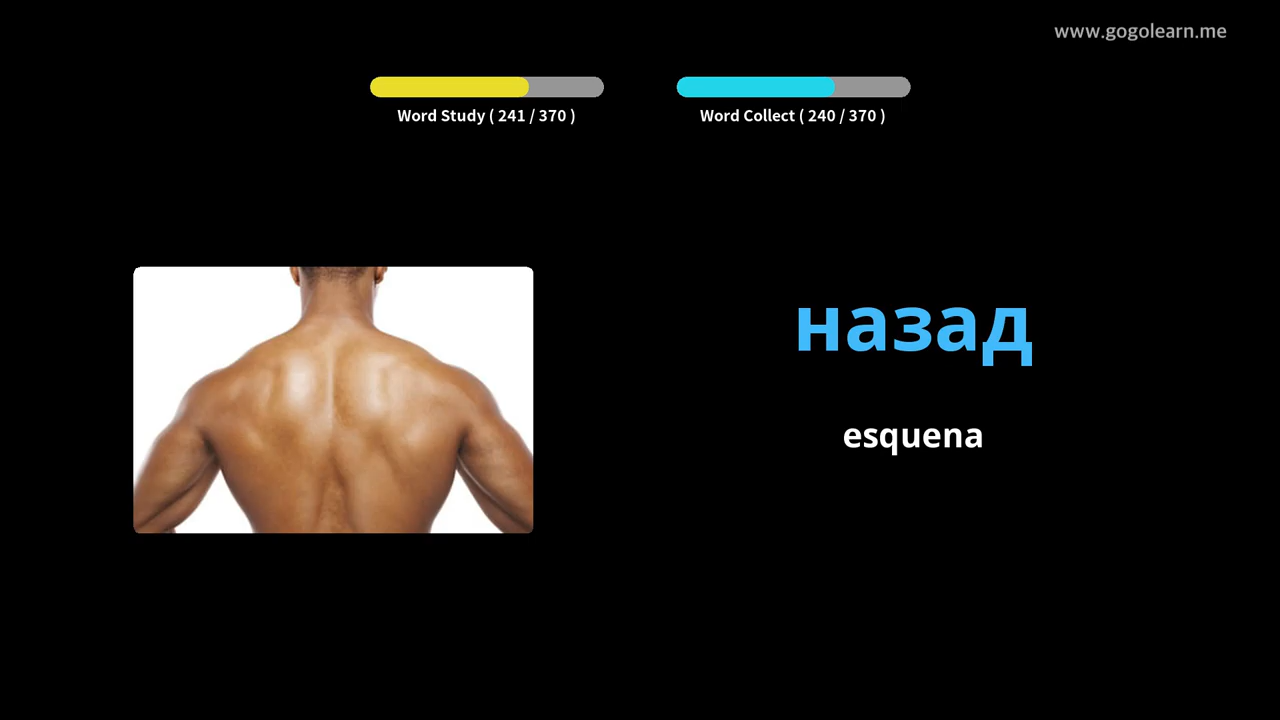 www.gogolearn.me
Word Study ( 241 / 370 )
Word Collect ( 240 / 370 )
назад
esquena